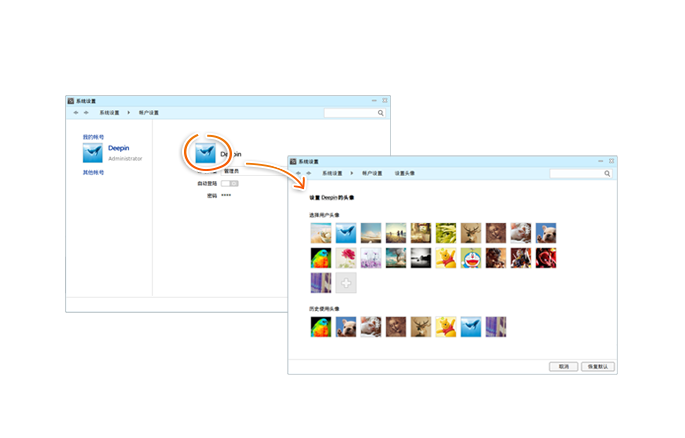 系统设置
系统设置 帐户设置
我的帐号
Deepin
Administrator
其他帐号
Deepin
管理员
自动登陆
密码 ****
系统设置
系统设置 帐户设置 设置头像
设置 Deepin 的头像
选择用户头像
历史使用头像
取消 恢复默认